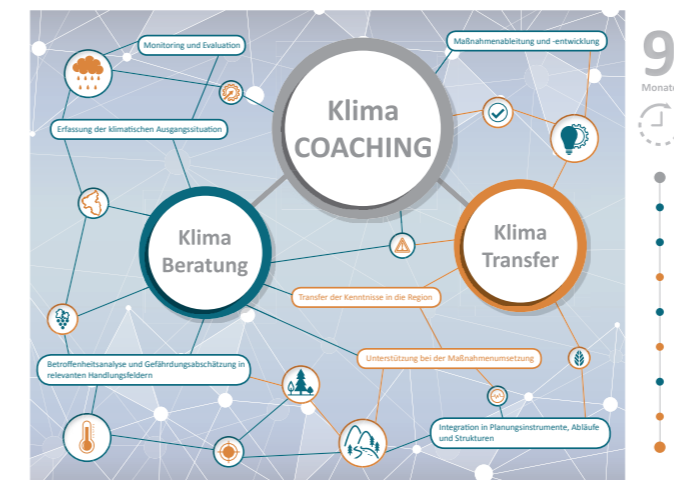 Monitoring und Evaluation
Maßnahmenableitung und -entwicklung
9
Monate
Klima
COACHING
Erfassung der klimatischen Ausgangssituation
Klima
Beratung
Klima
Transfer
Transfer der Kenntnisse in die Region
Betroffenheitsanalyse und Gefährdungsabschätzung in
relevanten Handlungsfeldern
Unterstützung bei der Maßnahmenumsetzung
Integration in Planungsinstrumente, Abläufe
und Strukturen